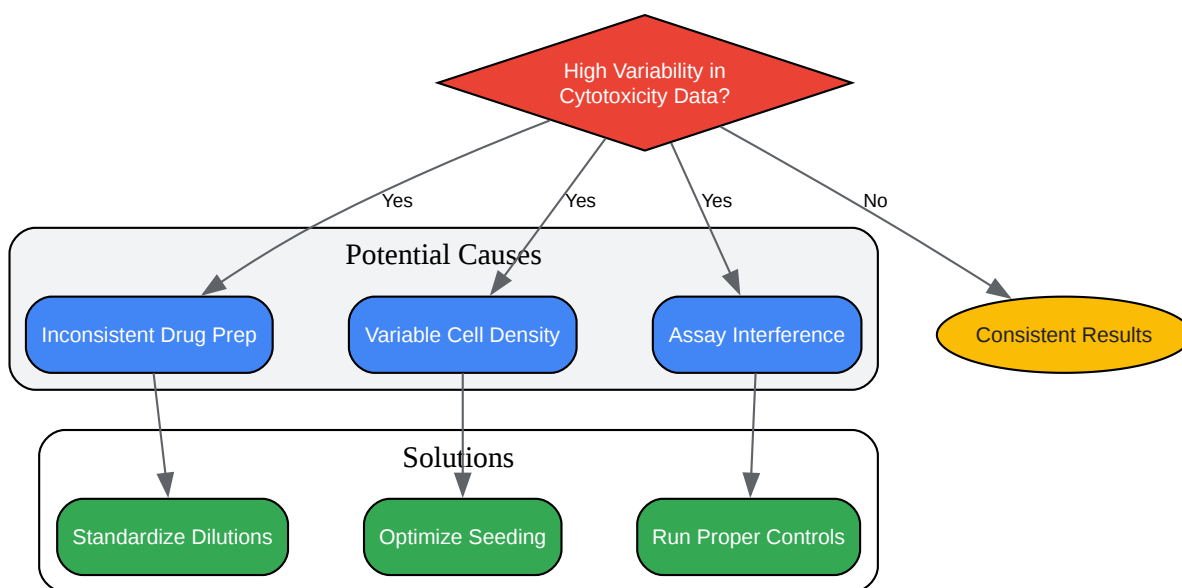 High Variability in
Cytotoxicity Data?
Yes
Yes
Yes
No
Potential Causes
Inconsistent Drug Prep
Variable Cell Density
Assay Interference
Consistent Results
Solutions
Standardize Dilutions
Optimize Seeding
Run Proper Controls